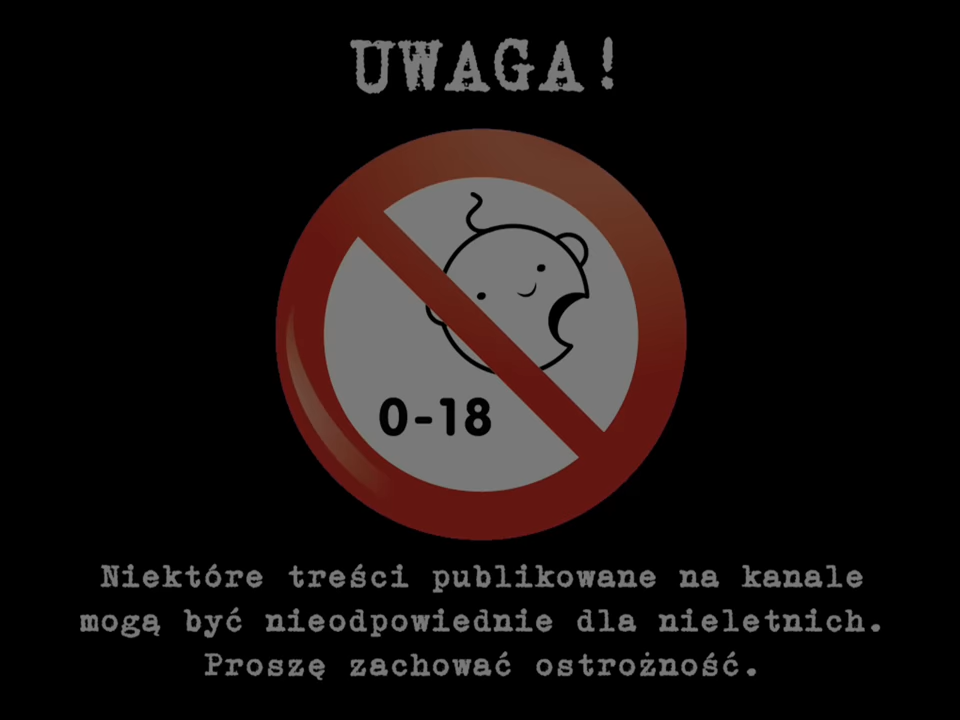 UWAGA!
0-18
Niektóre treści publikowane na kanale
mogą być nieodpowiednie dla nieletnich.
Proszę zachować ostrożność.